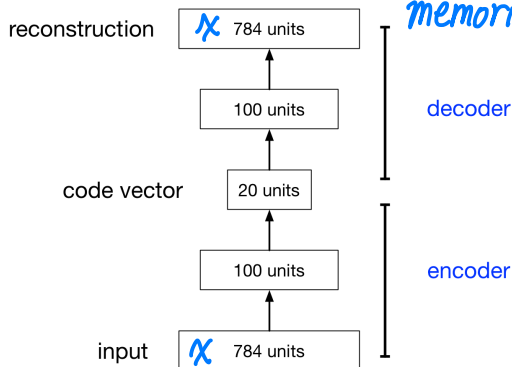 memor
reconstruction x 784 units
100 units
decoder
code vector 20 units
100 units
encoder
input x 784 units